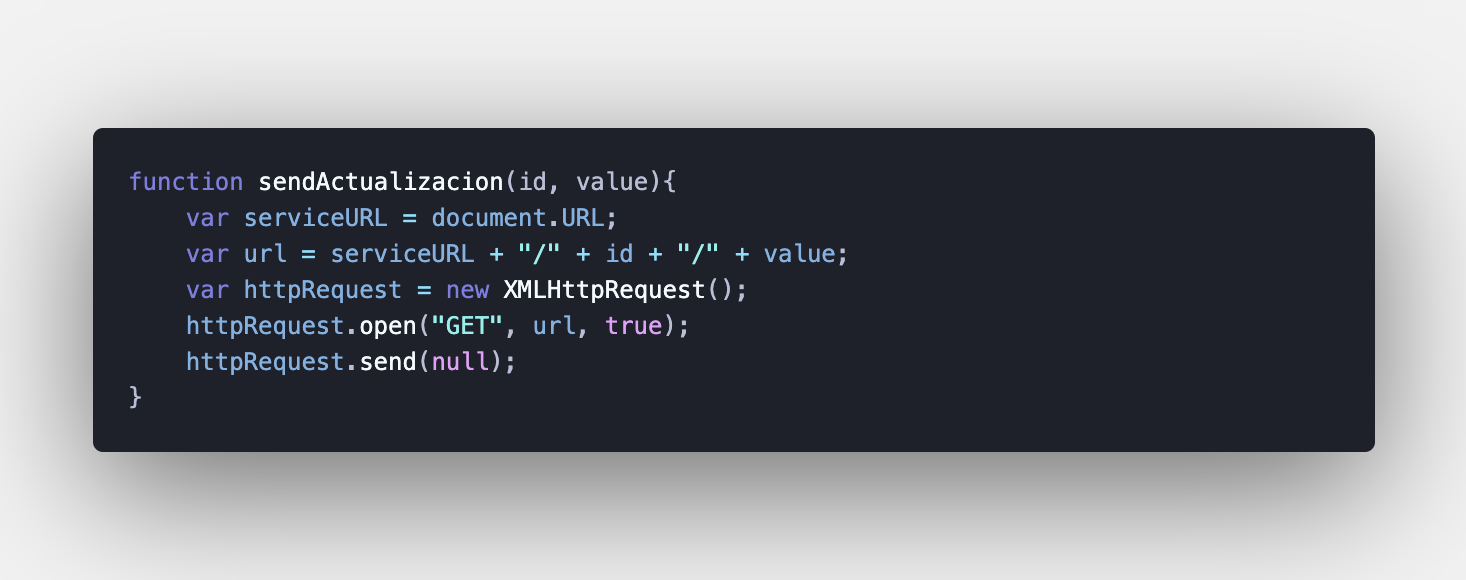 function sendActualizacion(id, value){
    var serviceURL = document.URL;
    var url = serviceURL + "/" + id + "/" + value;
    var httpRequest = new XMLHttpRequest();
    httpRequest.open("GET", url, true);
    httpRequest.send(null);
}